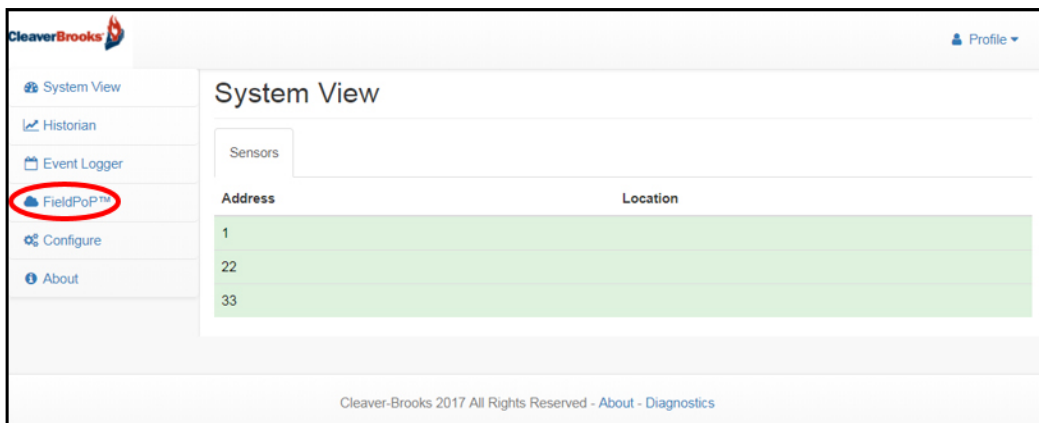 CleaverBrooks
Profile
System View
Historian
Event Logger
FieldPoP™
Configure
About
System View
Sensors
Address Location
1
22
33
Cleaver-Brooks 2017 All Rights Reserved - About - Diagnostics